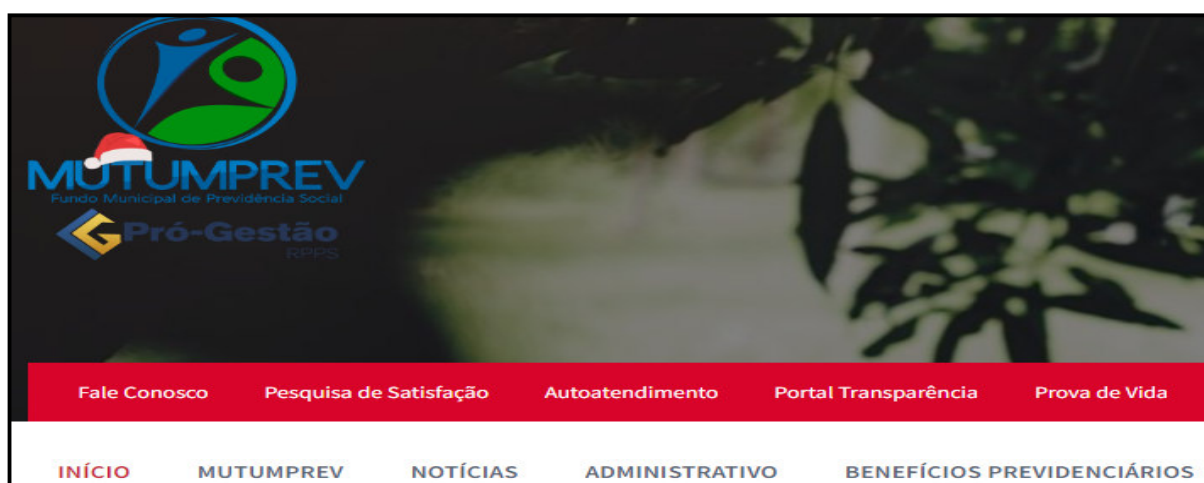 MUTUMPREV
Fundo Municipal de Previdência Social
Pró-Gestão
RPPS
Fale Conosco Pesquisa de Satisfação Autoatendimento Portal Transparência Prova de Vida
INÍCIO MUTUMPREV NOTÍCIAS ADMINISTRATIVO BENEFÍCIOS PREVIDENCIÁRIOS